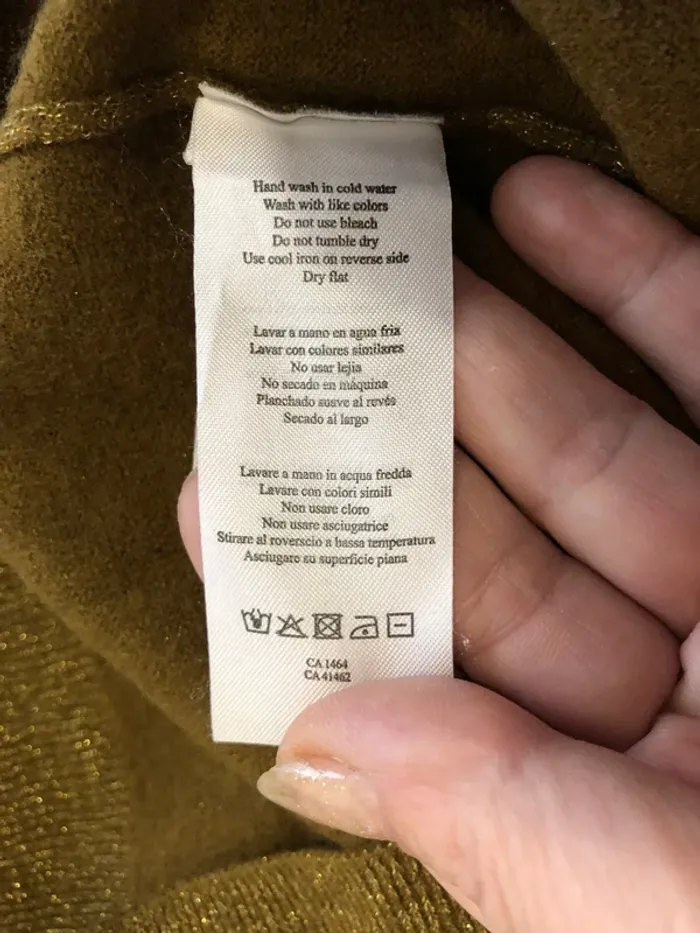 Hand wash in cold water
Wash with like colors
Do not use bleach
Do not tumble dry
Use cool iron on reverse side
Dry flat
Lavar a mano en agua fria
Lavar con colores similares
No usar lejia
No secado en máquina
Planchado suave al revés
Secado al largo
Lavare a mano in acqua fredda
Lavare con colori simili
Non usare cloro
Non usare asciugatrice
Stirare al roverscio a bassa temperatura
Asciugare su superficie piana
CA 1464
CA 41462